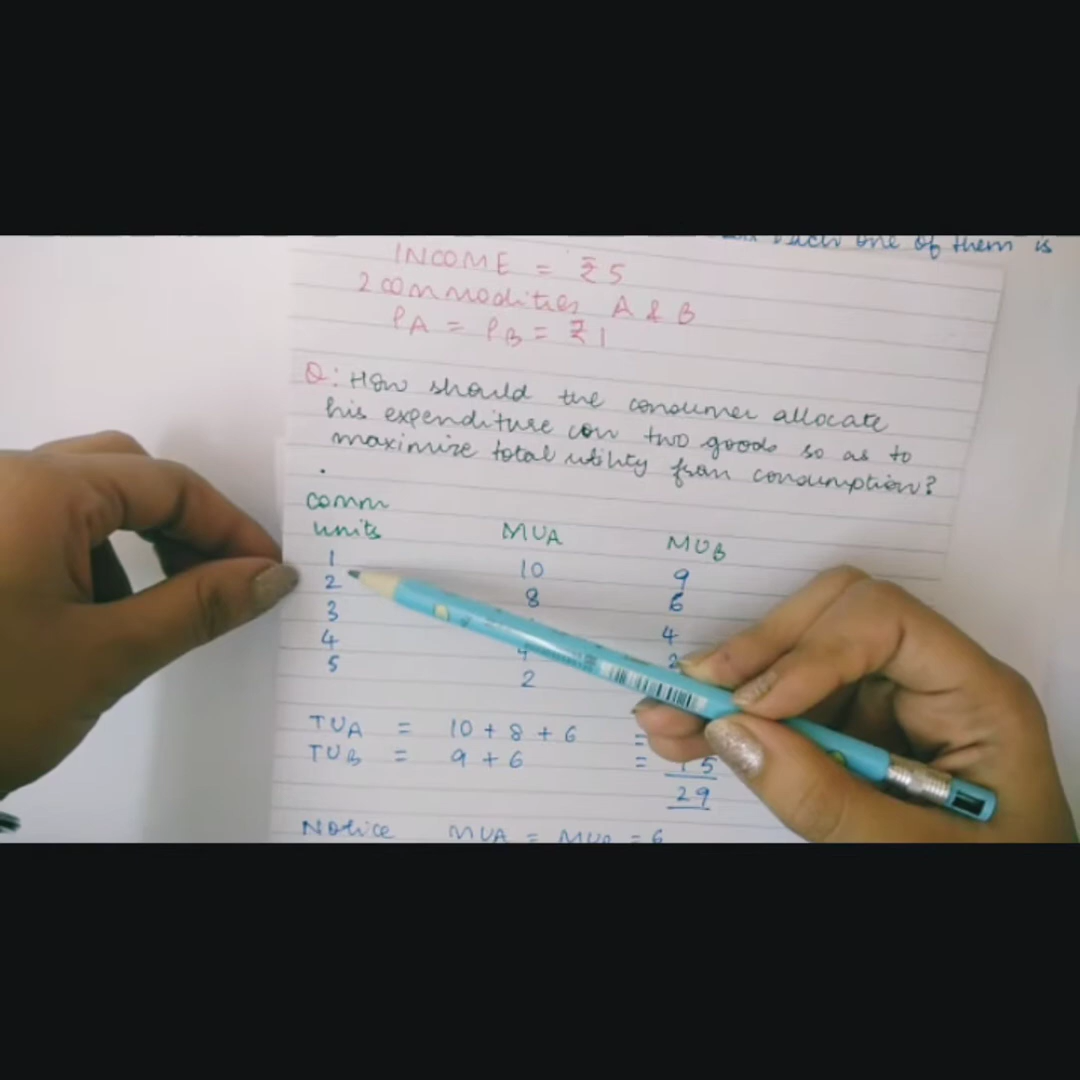 each one of them is
INCOME = ₹5
2 commodities A & B
PA = PB = ₹1
Q: How should the consumer allocate
his expenditure on two goods so as to
maximize total utility from consumption?
comm
units MUA MUB
1 10 9
2 8 6
3 4
4 4 2
5 2
TUA = 10 + 8 + 6 =
TUB = 9 + 6 = 15
29
Notice MUA = MUB = 6